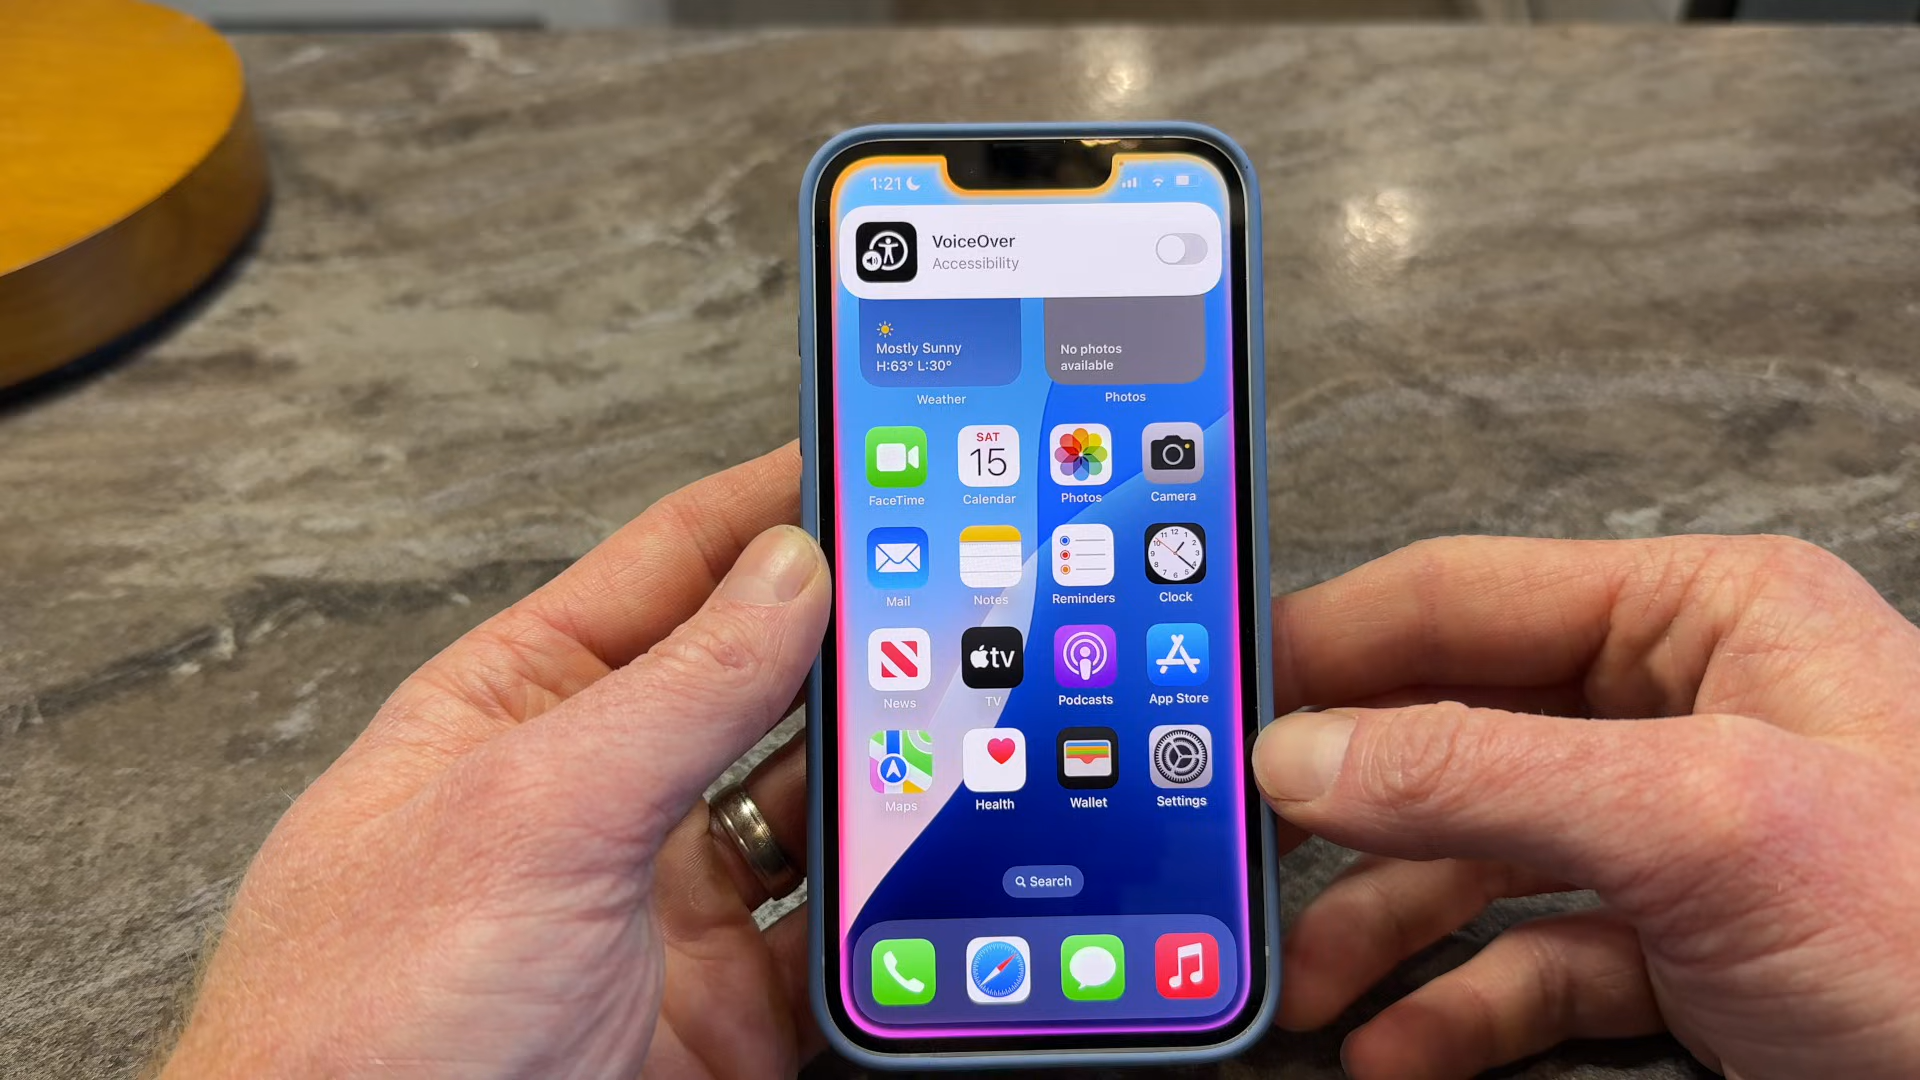 1:21
VoiceOver
Accessibility
Mostly Sunny
H:63° L:30°
Weather
No photos
available
Photos
FaceTime
SAT
15
Calendar
Photos
Camera
Mail
Notes
Reminders
Clock
News
tv
TV
Podcasts
App Store
Maps
Health
Wallet
Settings
Search